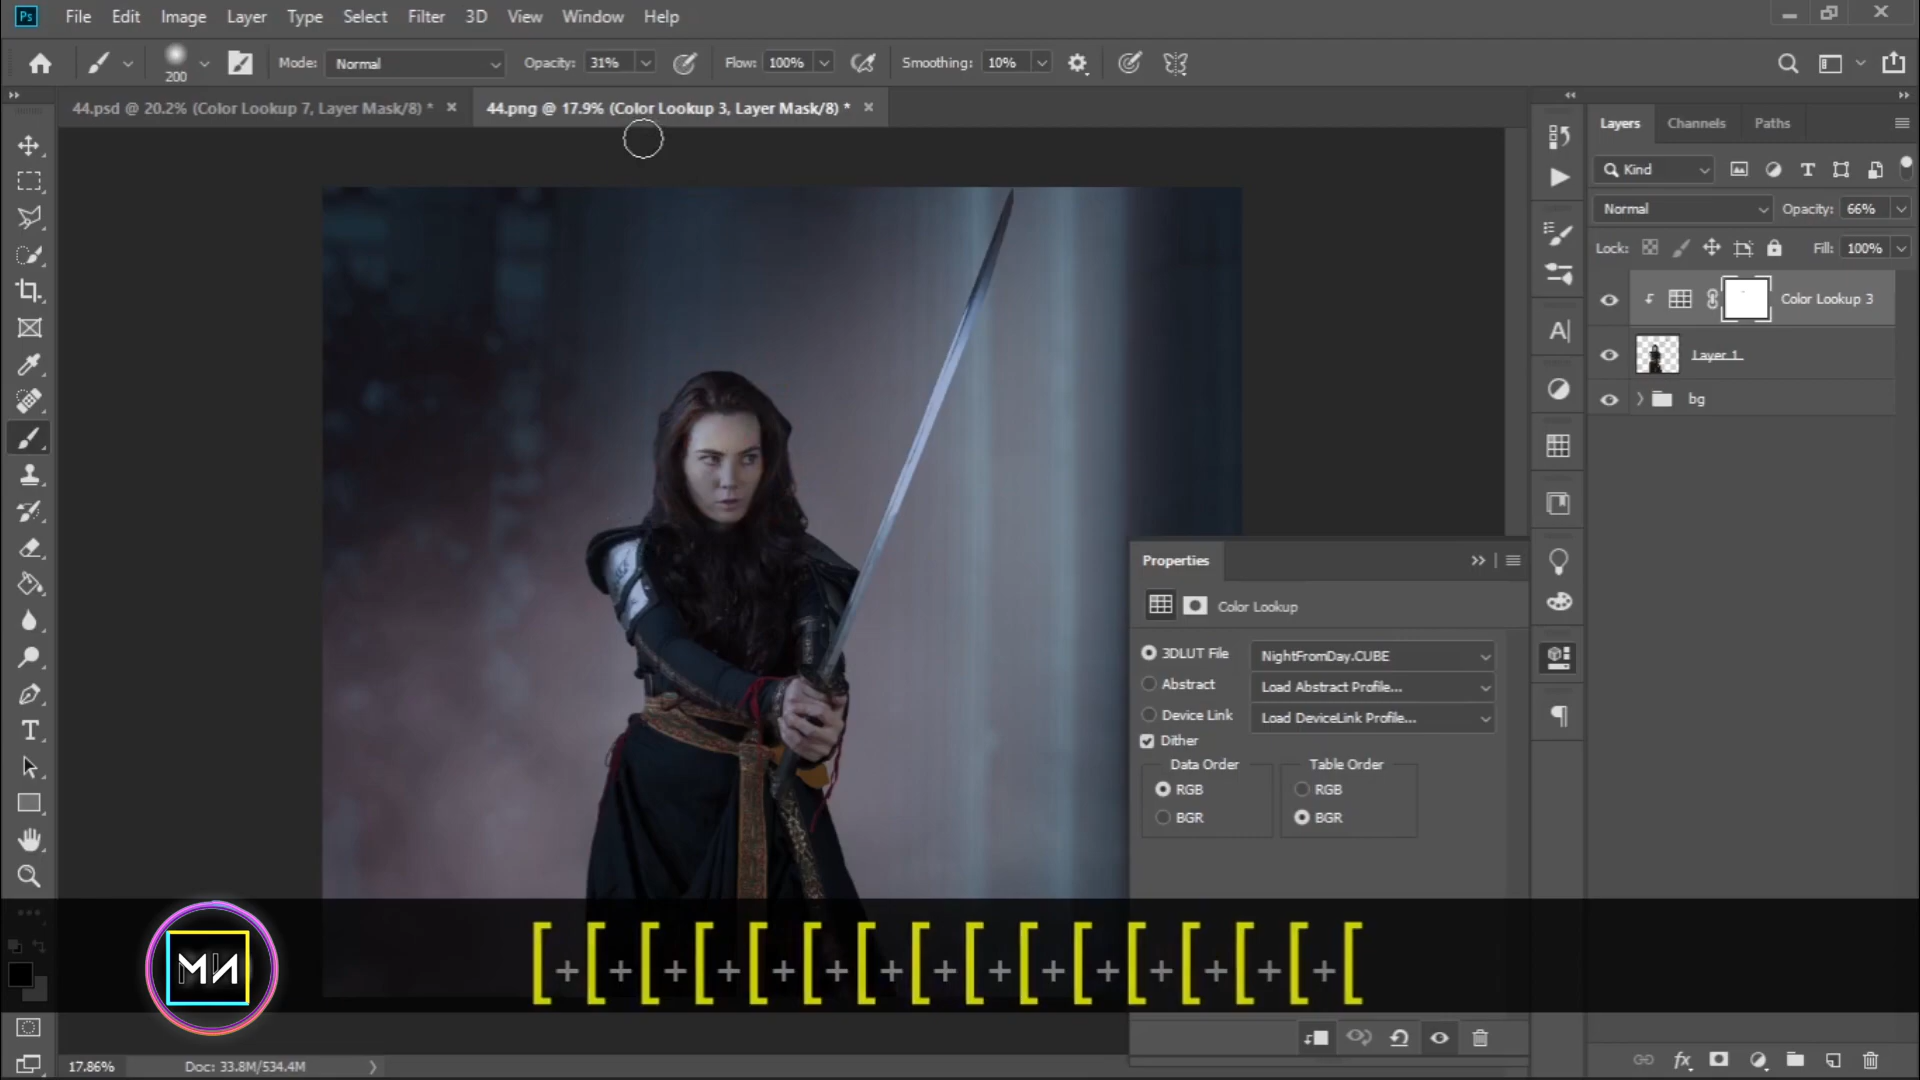 Ps File Edit Image Layer Type Select Filter 3D View Window Help
200 Mode: Normal Opacity: 31% Flow: 100% Smoothing: 10%
44.psd @ 20.2% (Color Lookup 7, Layer Mask/8) * × 44.png @ 17.9% (Color Lookup 3, Layer Mask/8) * ×
Layers Channels Paths
Kind
Normal Opacity: 66%
Lock: Fill: 100%
Color Lookup 3
Layer 1
bg
Properties
Color Lookup
3DLUT File NightFromDay.CUBE
Abstract Load Abstract Profile...
Device Link Load DeviceLink Profile...
Dither
Data Order Table Order
RGB RGB
BGR BGR
[+[+[+[+[+[+[+[+[+[+[+[+[+[+[+[
17.86% Doc: 33.8M/534.4M